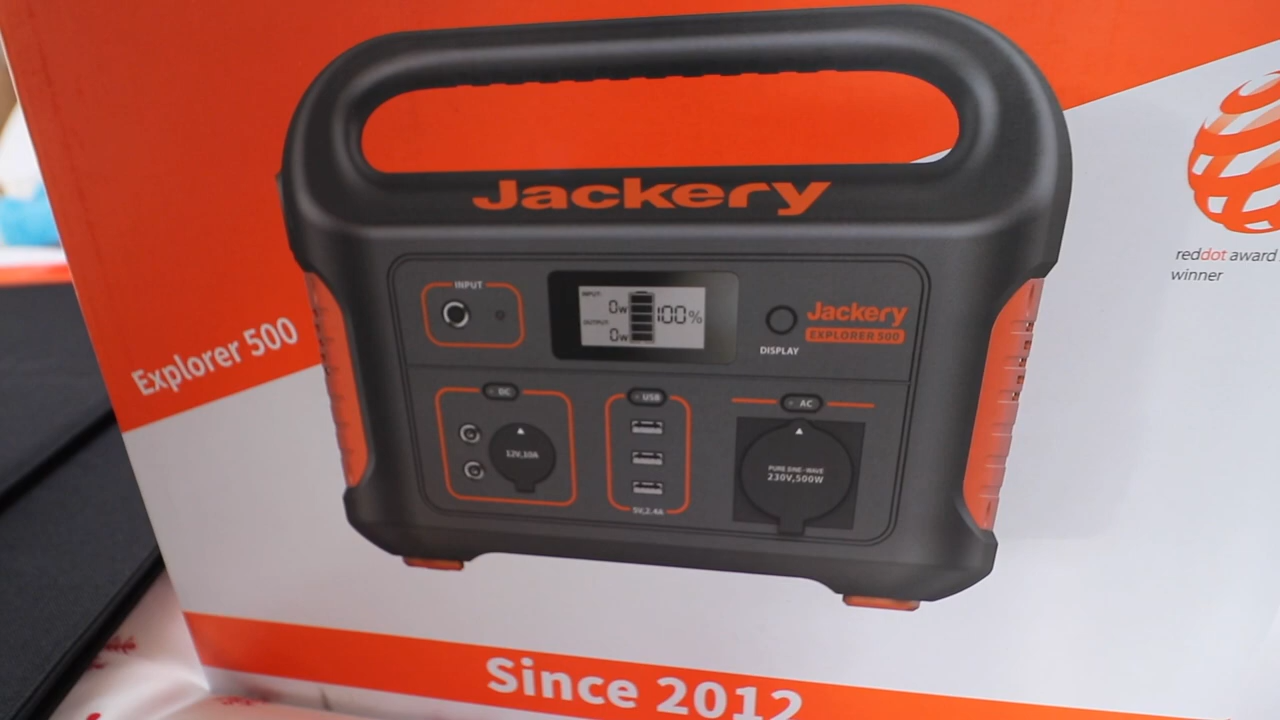 Jackery
reddot award
winner
INPUT
INPUT:
0w
OUTPUT:
0w
100%
DISPLAY
Jackery
EXPLORER 500
Explorer 500
DC
12V,10A
USB
5V,2.4A
AC
PURE SINE-WAVE
230V,500W
Since 2012